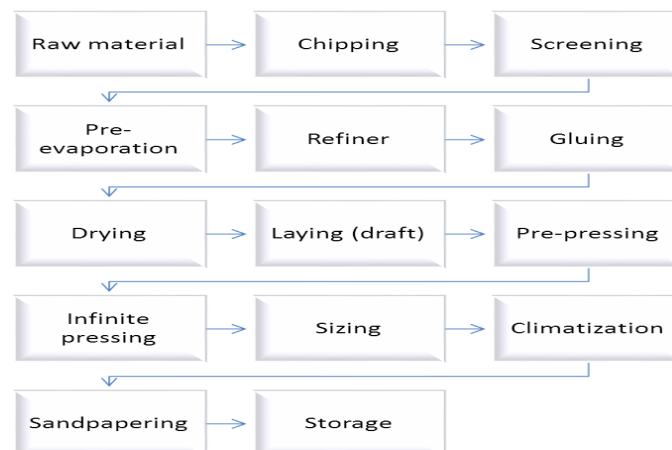 Raw material
Chipping
Screening
Pre-
evaporation
Refiner
Gluing
Drying
Laying (draft)
Pre-pressing
Infinite
pressing
Sizing
Climatization
Sandpapering
Storage